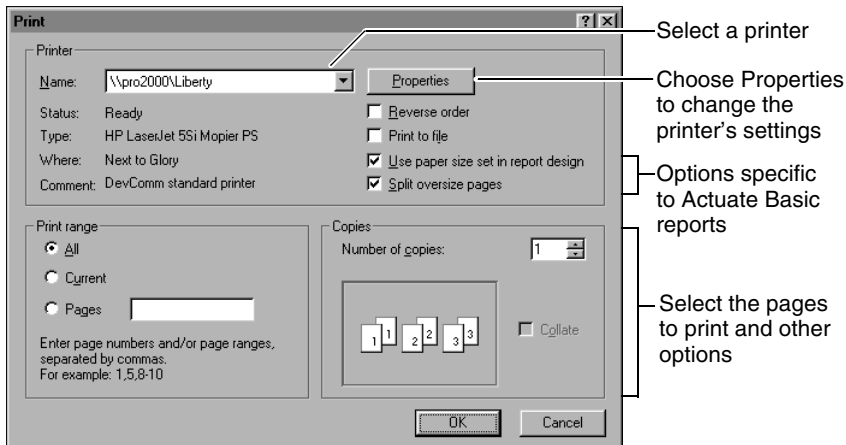 Print
Printer
Name:
\\pro2000\Liberty
Properties
Status:
Ready
Reverse order
Type:
HP LaserJet 5Si Mopier PS
Print to file
Where:
Next to Glory
Use paper size set in report design
Comment:
DevComm standard printer
Split oversize pages
Print range
All
Current
Pages
Enter page numbers and/or page ranges,
separated by commas.
For example: 1,5,8-10
Copies
Number of copies:
1
1 1 2 2 3 3
Collate
OK
Cancel
Select a printer
Choose Properties
to change the
printer's settings
Options specific
to Actuate Basic
reports
Select the pages
to print and other
options